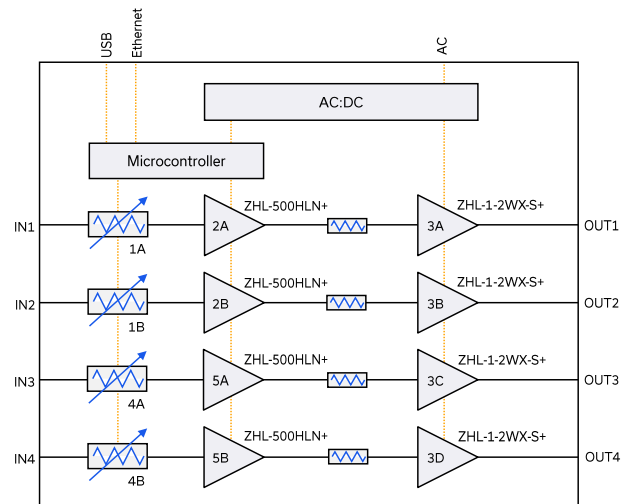 USB
Ethernet
AC
AC:DC
Microcontroller
IN1
1A
2A
ZHL-500HLN+
3A
ZHL-1-2WX-S+
OUT1
IN2
1B
2B
ZHL-500HLN+
3B
ZHL-1-2WX-S+
OUT2
IN3
4A
5A
ZHL-500HLN+
3C
ZHL-1-2WX-S+
OUT3
IN4
4B
5B
ZHL-500HLN+
3D
ZHL-1-2WX-S+
OUT4